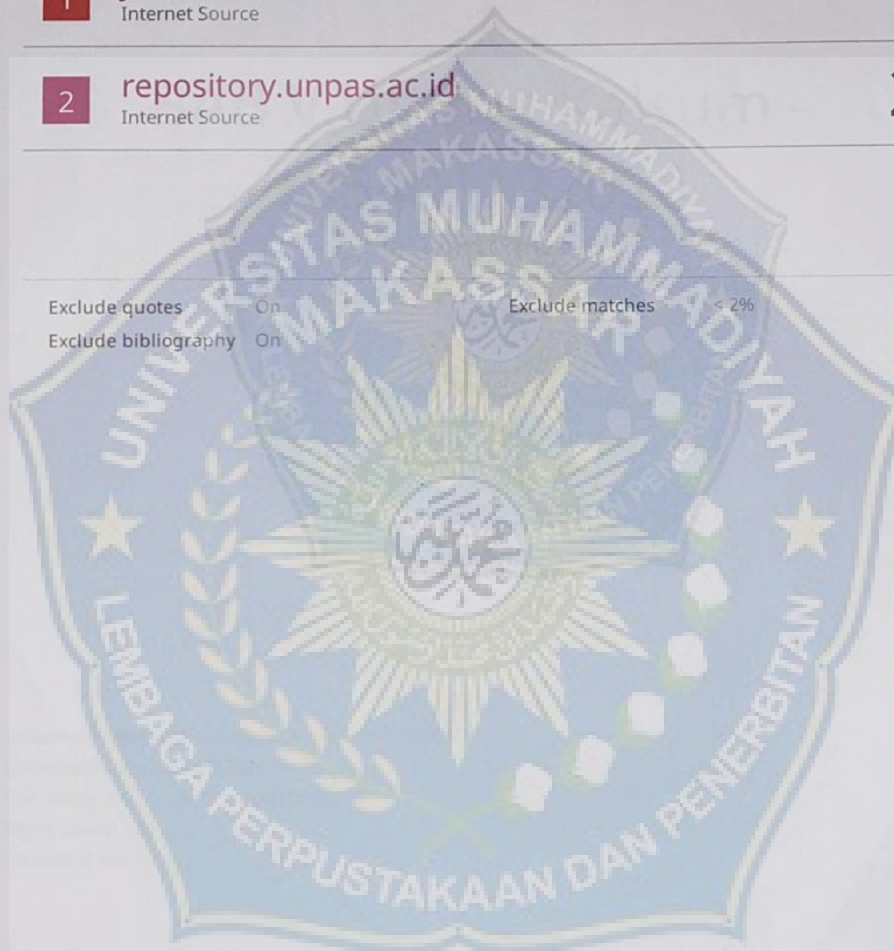 1
Internet Source
2 repository.unpas.ac.id
Internet Source
Exclude quotes On Exclude matches < 2%
Exclude bibliography On
UNIVERSITAS MUHAMMADIYAH
MAKASSAR
UNIVERSITAS MUHAMMADIYAH
MAKASSAR
LEMBAGA PERPUSTAKAAN DAN PENERBITAN